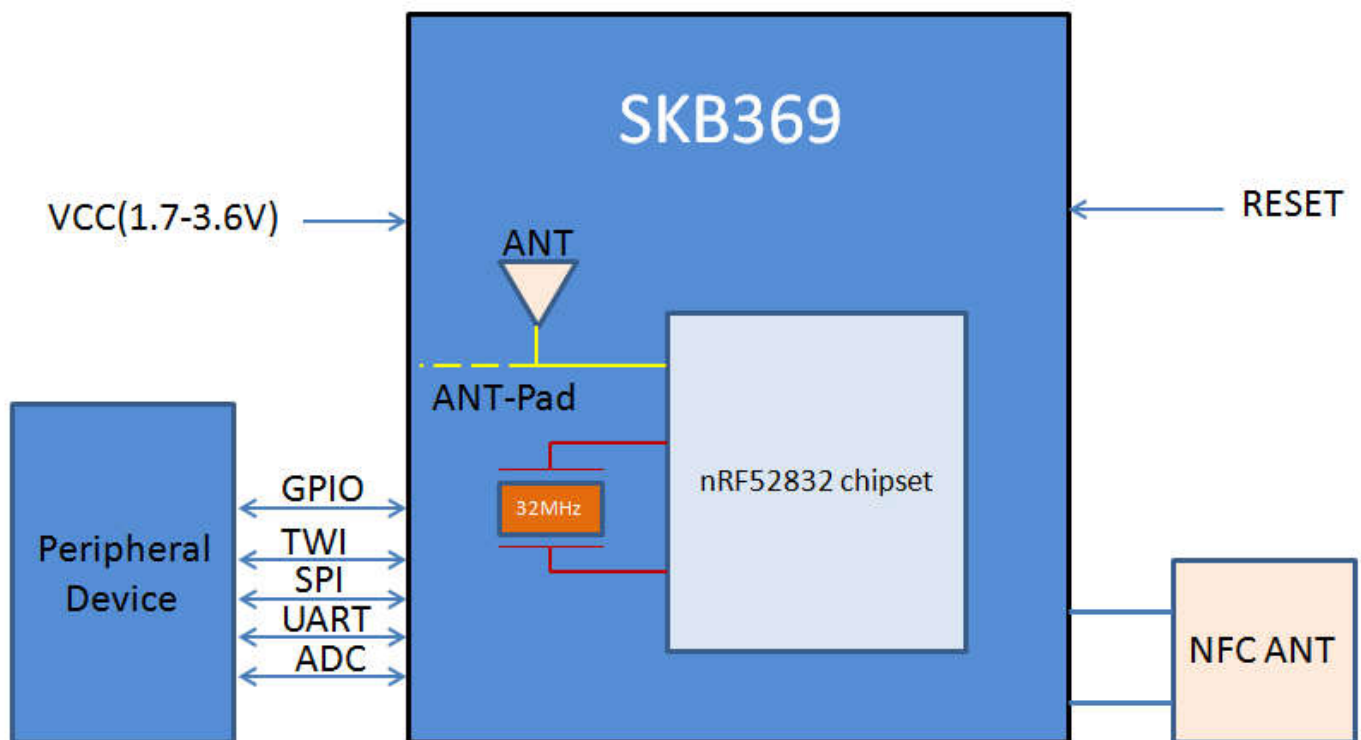 SKB369
VCC(1.7-3.6V)
RESET
ANT
ANT-Pad
nRF52832 chipset
32MHz
GPIO
TWI
SPI
UART
ADC
Peripheral
Device
NFC ANT